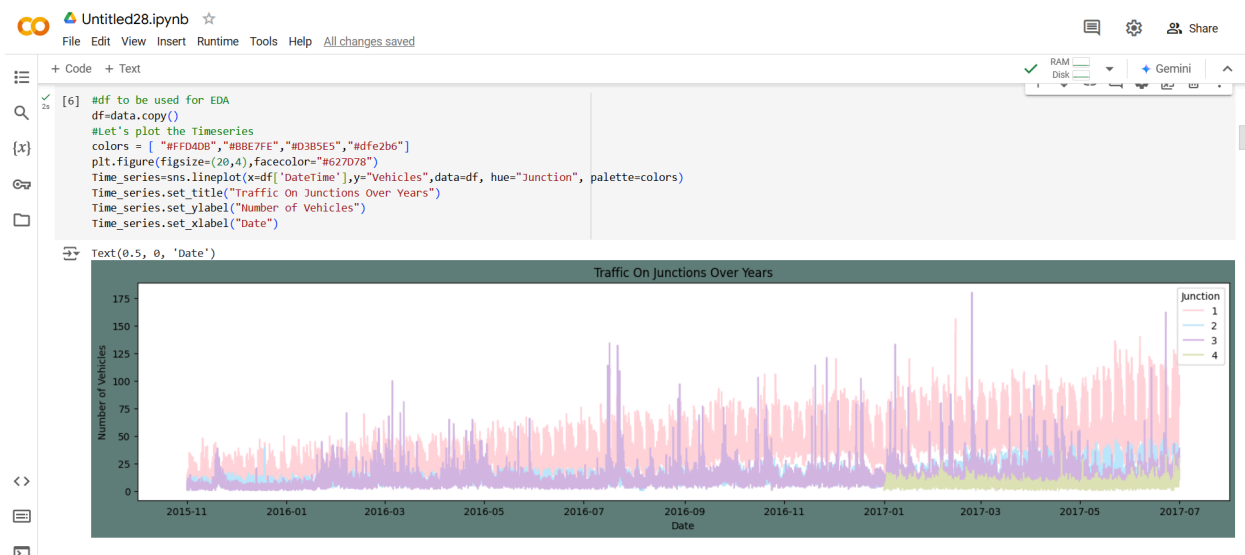 Untitled28.ipynb
File Edit View Insert Runtime Tools Help All changes saved
Share
+ Code + Text
RAM
Disk
Gemini
2s
[6] #df to be used for EDA
df=data.copy()
#Let's plot the Timeseries
colors = [ "#FFD4DB","#BBE7FE","#D3B5E5","#dfe2b6"]
plt.figure(figsize=(20,4),facecolor="#627D78")
Time_series=sns.lineplot(x=df['DateTime'],y="Vehicles",data=df, hue="Junction", palette=colors)
Time_series.set_title("Traffic On Junctions Over Years")
Time_series.set_ylabel("Number of Vehicles")
Time_series.set_xlabel("Date")
{x}
Text(0.5, 0, 'Date')
Traffic On Junctions Over Years
Junction
1
2
3
4
Number of Vehicles
175
150
125
100
75
50
25
0
2015-11 2016-01 2016-03 2016-05 2016-07 2016-09 2016-11 2017-01 2017-03 2017-05 2017-07
Date